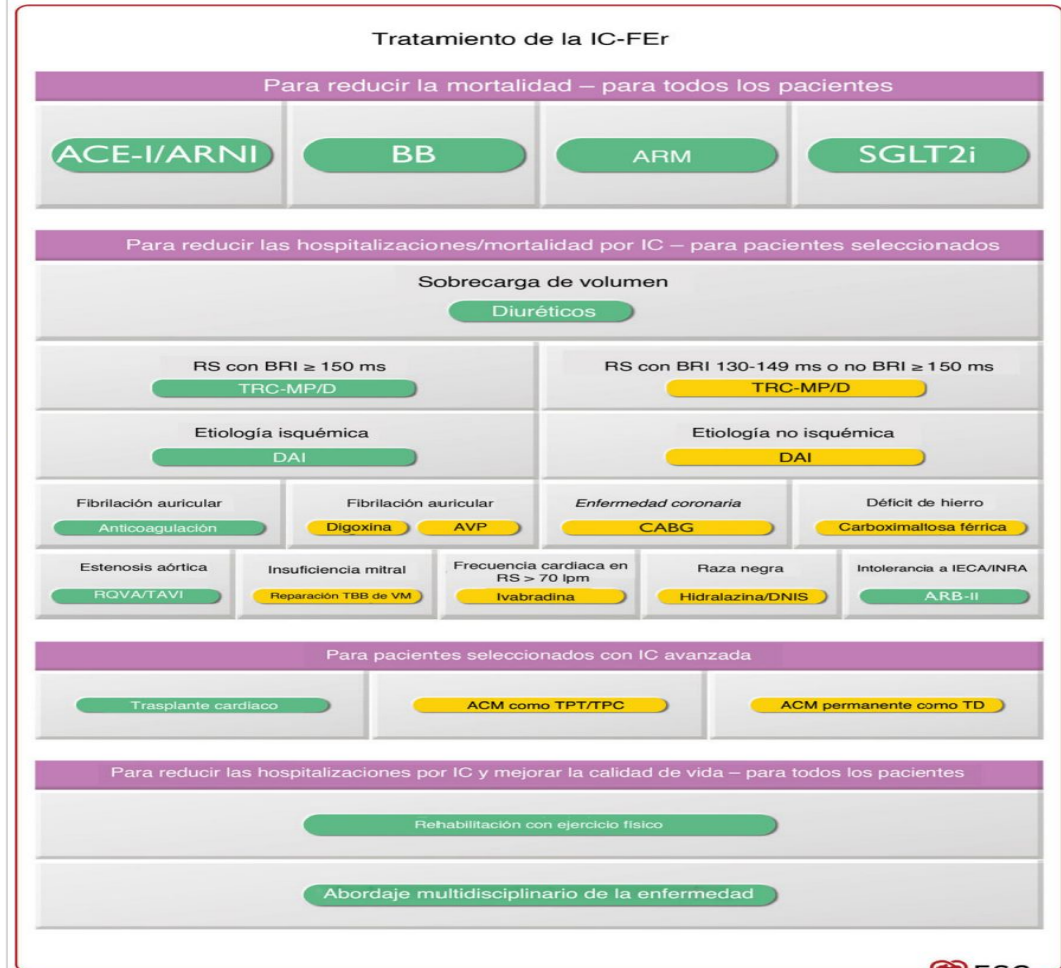 Tratamiento de la IC-FEr
Para reducir la mortalidad – para todos los pacientes
ACE-I/ARNI
BB
ARM
SGLT2i
Para reducir las hospitalizaciones/mortalidad por IC – para pacientes seleccionados
Sobrecarga de volumen
Diuréticos
RS con BRI ≥ 150 ms
TRC-MP/D
RS con BRI 130-149 ms o no BRI ≥ 150 ms
TRC-MP/D
Etiología isquémica
DAI
Etiología no isquémica
DAI
Fibrilación auricular
Anticoagulación
Fibrilación auricular
Digoxina
AVP
Enfermedad coronaria
CABG
Déficit de hierro
Carboximaltosa férrica
Estenosis aórtica
RQVA/TAVI
Insuficiencia mitral
Reparación TBB de VM
Frecuencia cardiaca en
RS > 70 lpm
Ivabradina
Raza negra
Hidralazina/DNIS
Intolerancia a IECA/INRA
ARB-II
Para pacientes seleccionados con IC avanzada
Trasplante cardiaco
ACM como TPT/TPC
ACM permanente como TD
Para reducir las hospitalizaciones por IC y mejorar la calidad de vida – para todos los pacientes
Rehabilitación con ejercicio físico
Abordaje multidisciplinario de la enfermedad